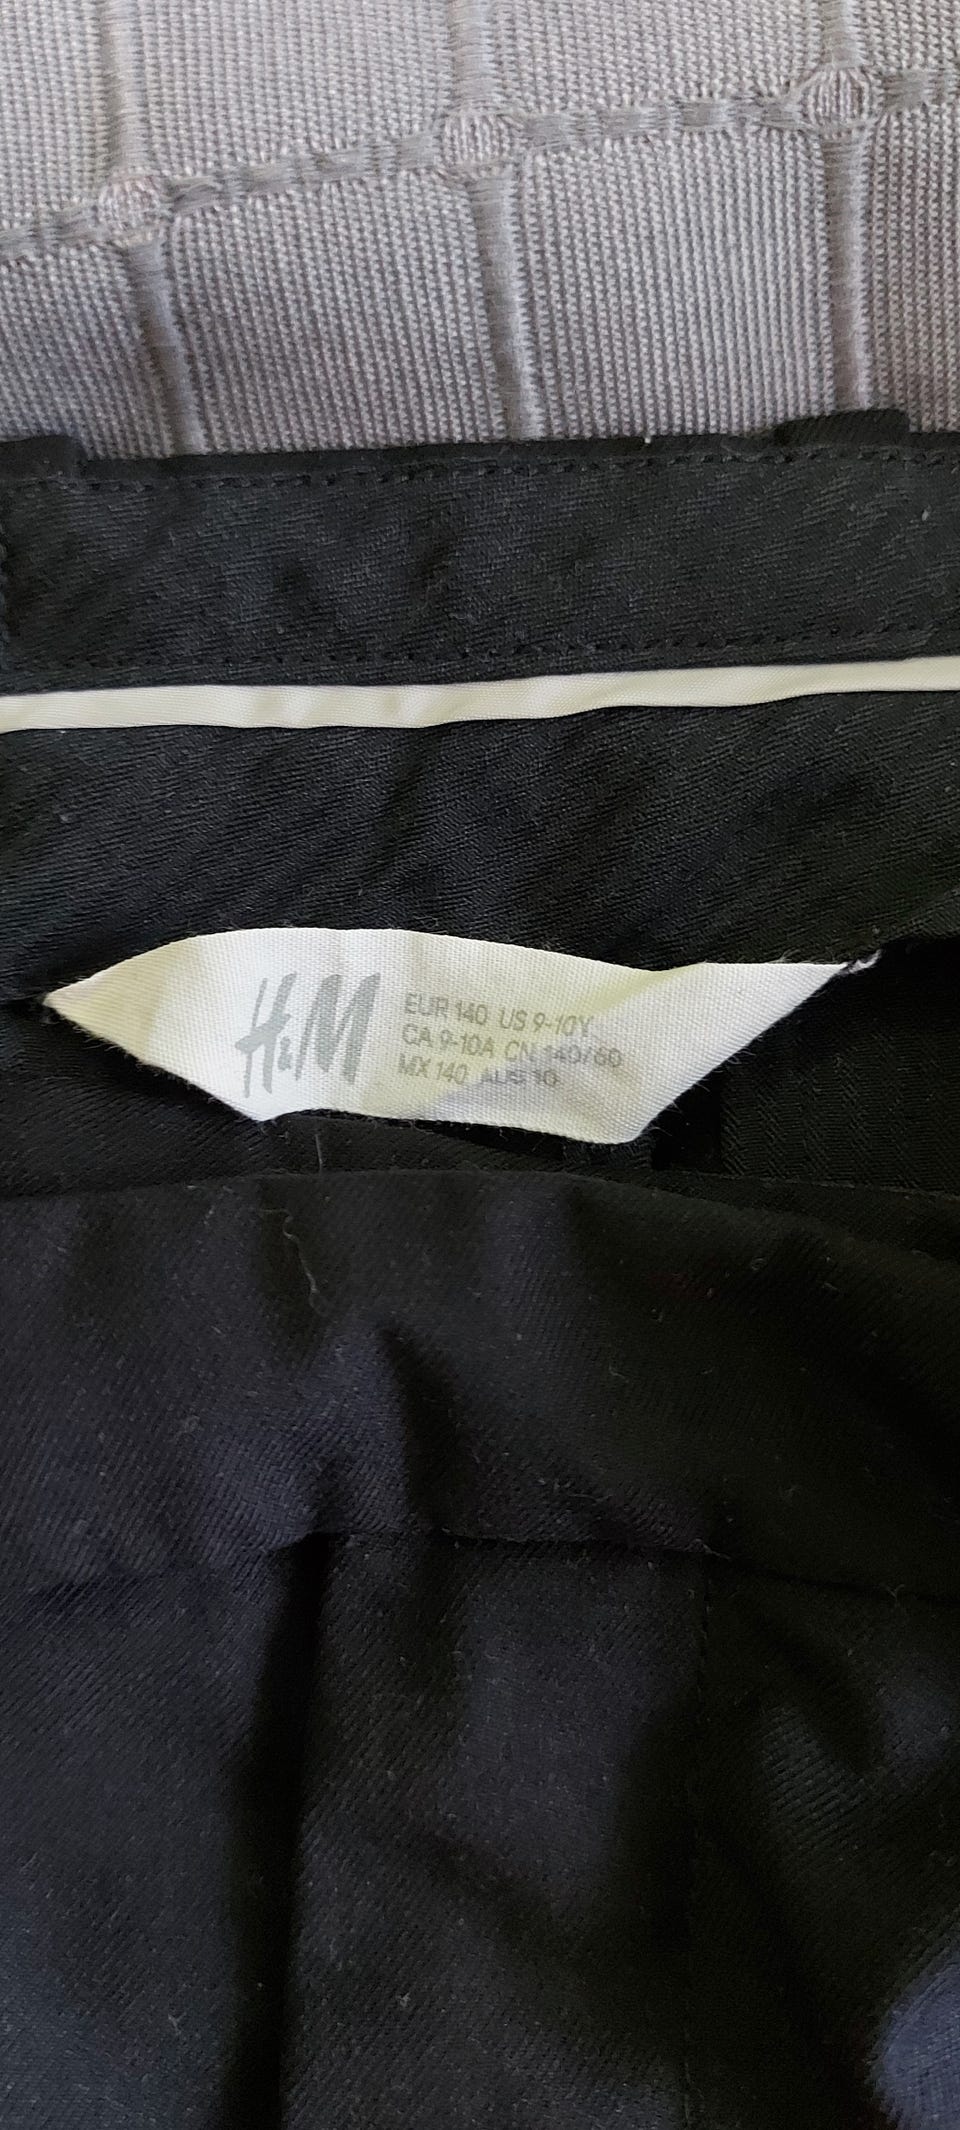 H&M
EUR 140 US 9-10Y
CA 9-10A CN 140/60
MX 140 AUS 10